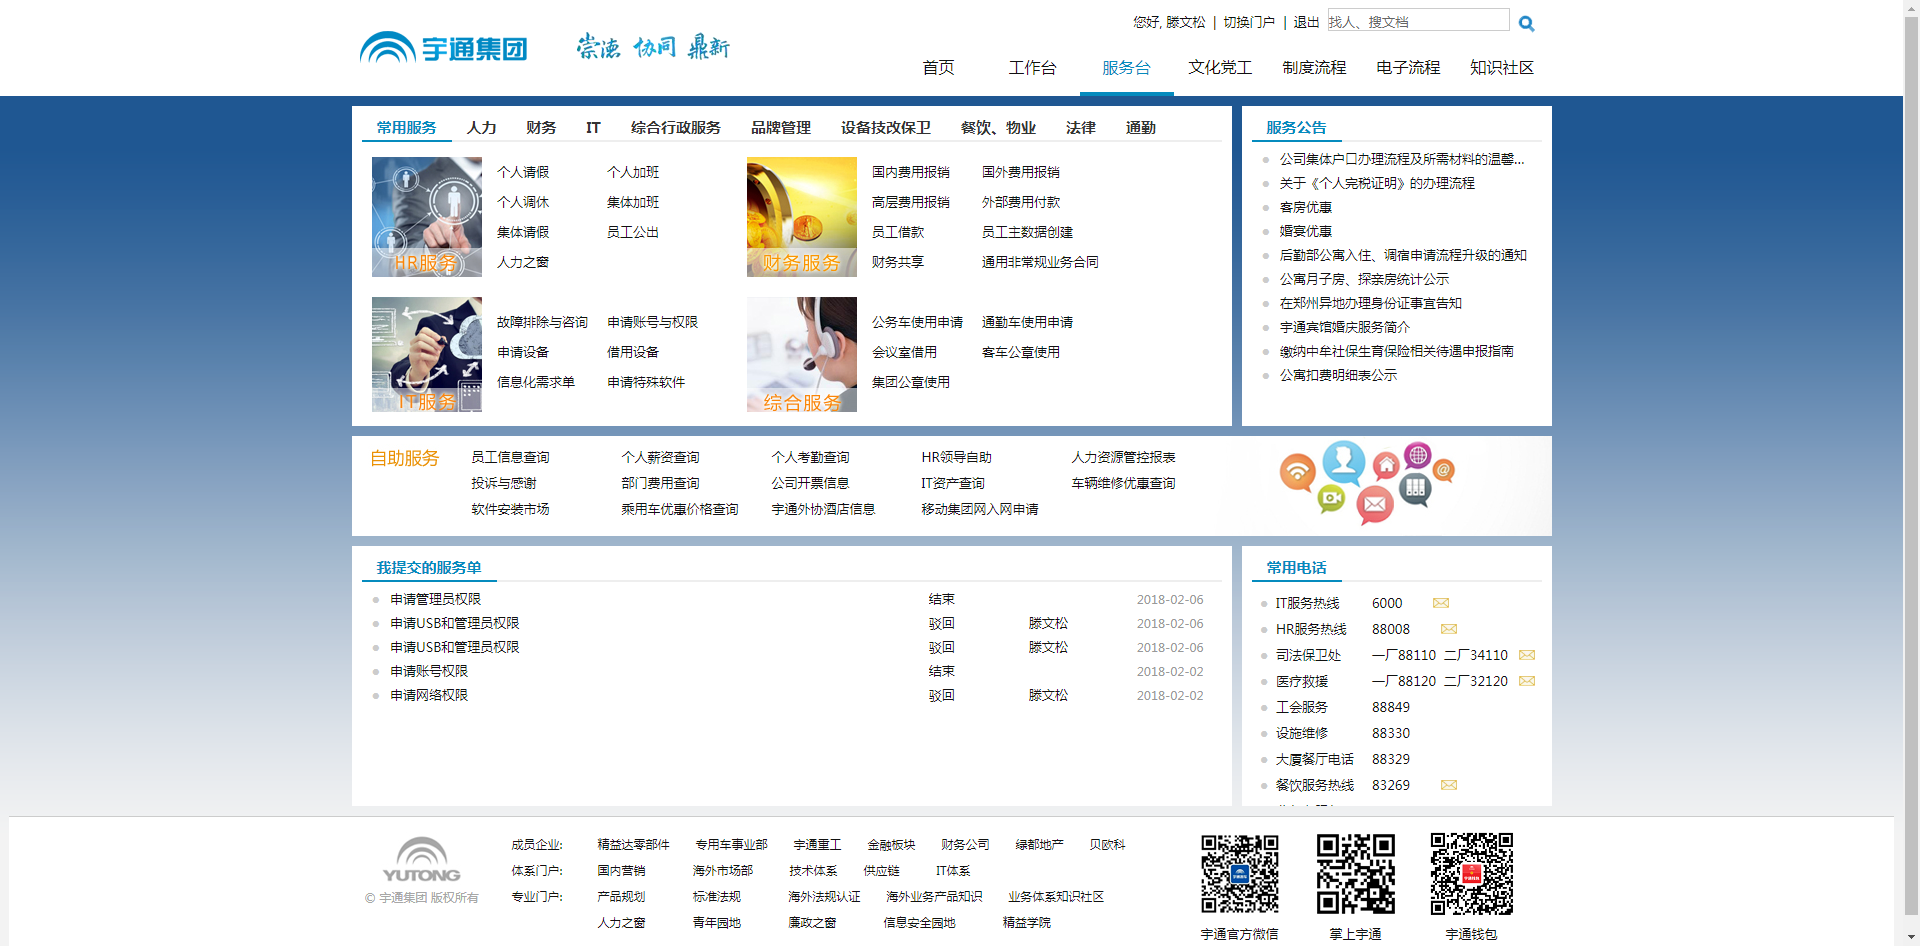 您好, 滕文松 | 切换门户 | 退出 找人、搜文档
宇通集团 崇德 协同 鼎新
首页 工作台 服务台 文化党工 制度流程 电子流程 知识社区
常用服务 人力 财务 IT 综合行政服务 品牌管理 设备技改保卫 餐饮、物业 法律 通勤
HR服务
个人请假 个人加班
个人调休 集体加班
集体请假 员工公出
人力之窗
财务服务
国内费用报销 国外费用报销
高层费用报销 外部费用付款
员工借款 员工主数据创建
财务共享 通用非常规业务合同
IT服务
故障排除与咨询 申请账号与权限
申请设备 借用设备
信息化需求单 申请特殊软件
综合服务
公务车使用申请 通勤车使用申请
会议室借用 客车公章使用
集团公章使用
服务公告
公司集体户口办理流程及所需材料的温馨...
关于《个人完税证明》的办理流程
客房优惠
婚宴优惠
后勤部公寓入住、调宿申请流程升级的通知
公寓月子房、探亲房统计公示
在郑州异地办理身份证事宜告知
宇通宾馆婚庆服务简介
缴纳中牟社保生育保险相关待遇申报指南
公寓扣费明细表公示
自助服务
员工信息查询 个人薪资查询 个人考勤查询 HR领导自助 人力资源管控报表
投诉与感谢 部门费用查询 公司开票信息 IT资产查询 车辆维修优惠查询
软件安装市场 乘用车优惠价格查询 宇通外协酒店信息 移动集团网入网申请
我提交的服务单
申请管理员权限 结束 2018-02-06
申请USB和管理员权限 驳回 滕文松 2018-02-06
申请USB和管理员权限 驳回 滕文松 2018-02-06
申请账号权限 结束 2018-02-02
申请网络权限 驳回 滕文松 2018-02-02
常用电话
IT服务热线 6000
HR服务热线 88008
司法保卫处 一厂88110 二厂34110
医疗救援 一厂88120 二厂32120
工会服务 88849
设施维修 88330
大厦餐厅电话 88329
餐饮服务热线 83269
YUTONG
© 宇通集团 版权所有
成员企业: 精益达零部件 专用车事业部 宇通重工 金融板块 财务公司 绿都地产 贝欧科
体系门户: 国内营销 海外市场部 技术体系 供应链 IT体系
专业门户: 产品规划 标准法规 海外法规认证 海外业务产品知识 业务体系知识社区
人力之窗 青年园地 廉政之窗 信息安全园地 精益学院
宇通官方微信 掌上宇通 宇通钱包